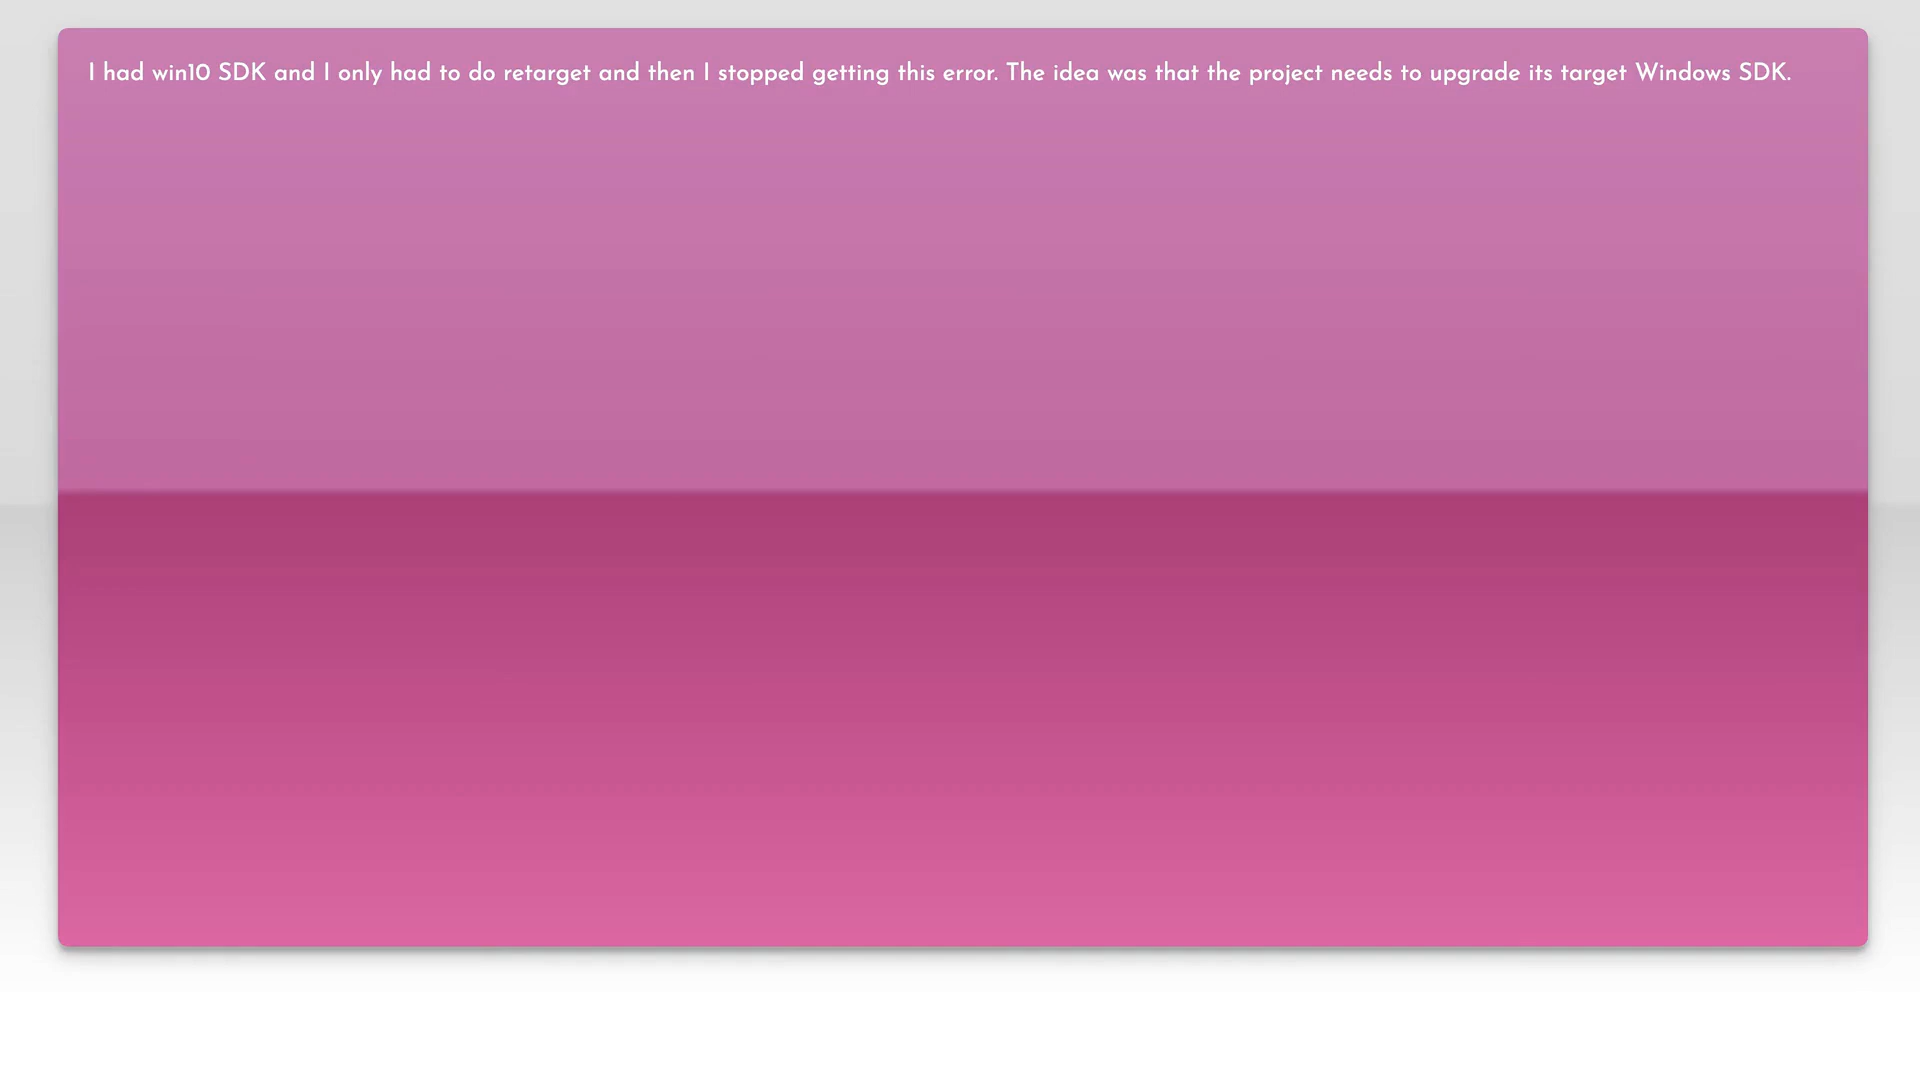 I had win10 SDK and I only had to do retarget and then I stopped getting this error. The idea was that the project needs to upgrade its target Windows SDK.